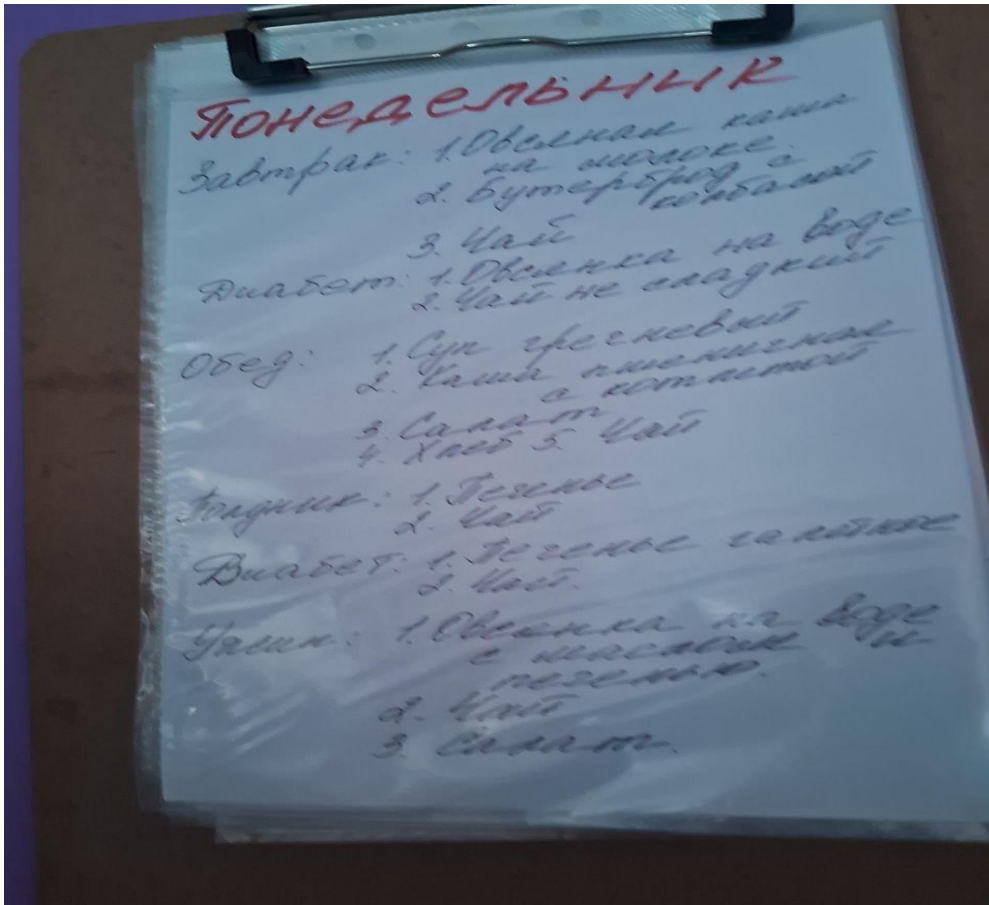 Понедельник
Завтрак: 1. Овсяная каша
на молоке.
2. Бутерброд с
колбасой
3. Чай
Диабет: 1. Овсянка на воде
2. Чай не сладкий
Обед: 1. Суп гречневый
2. Каша пшеничная
с котлетой
3. Салат
4. Хлеб 5. Чай
Полдник: 1. Печенье
2. Чай
Диабет: 1. Печенье галетное
2. Чай.
Ужин: 1. Овсянка на воде
с маслом и
печенью.
2. Чай
3. Салат.